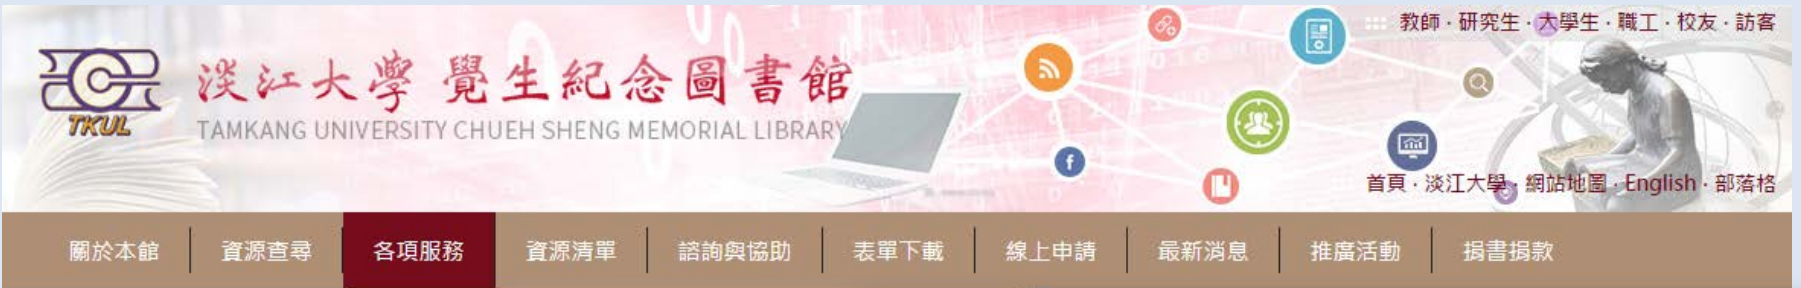 教師 · 研究生 · 大學生 · 職工 · 校友 · 訪客
淡江大學 覺生紀念圖書館
TKUL
TAMKANG UNIVERSITY CHUEH SHENG MEMORIAL LIBRARY
首頁 · 淡江大學 · 網站地圖 · English · 部落格
關於本館 資源查尋 各項服務 資源清單 諮詢與協助 表單下載 線上申請 最新消息 推廣活動 捐書捐款